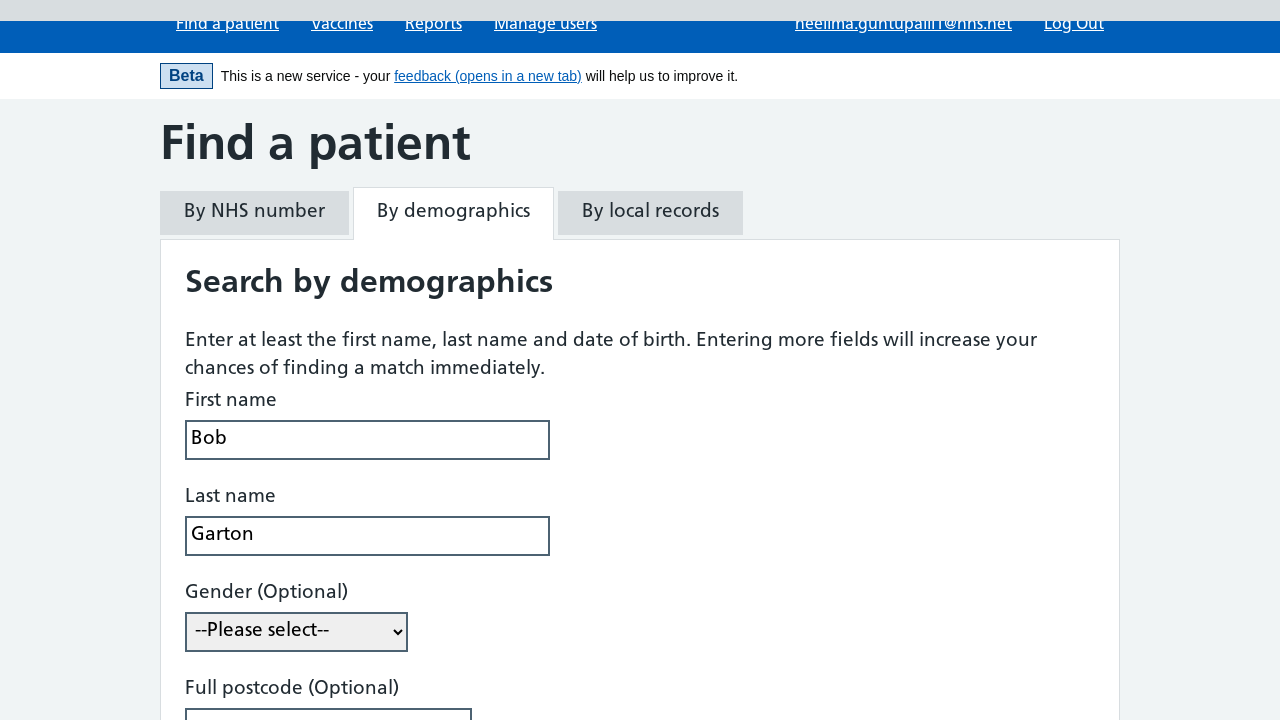 Find a patient Vaccines Reports Manage users neelima.guntupalli1@nhs.net Log Out
Beta This is a new service - your feedback (opens in a new tab) will help us to improve it.
Find a patient
By NHS number By demographics By local records
Search by demographics
Enter at least the first name, last name and date of birth. Entering more fields will increase your
chances of finding a match immediately.
First name
Bob
Last name
Garton
Gender (Optional)
--Please select--
Full postcode (Optional)